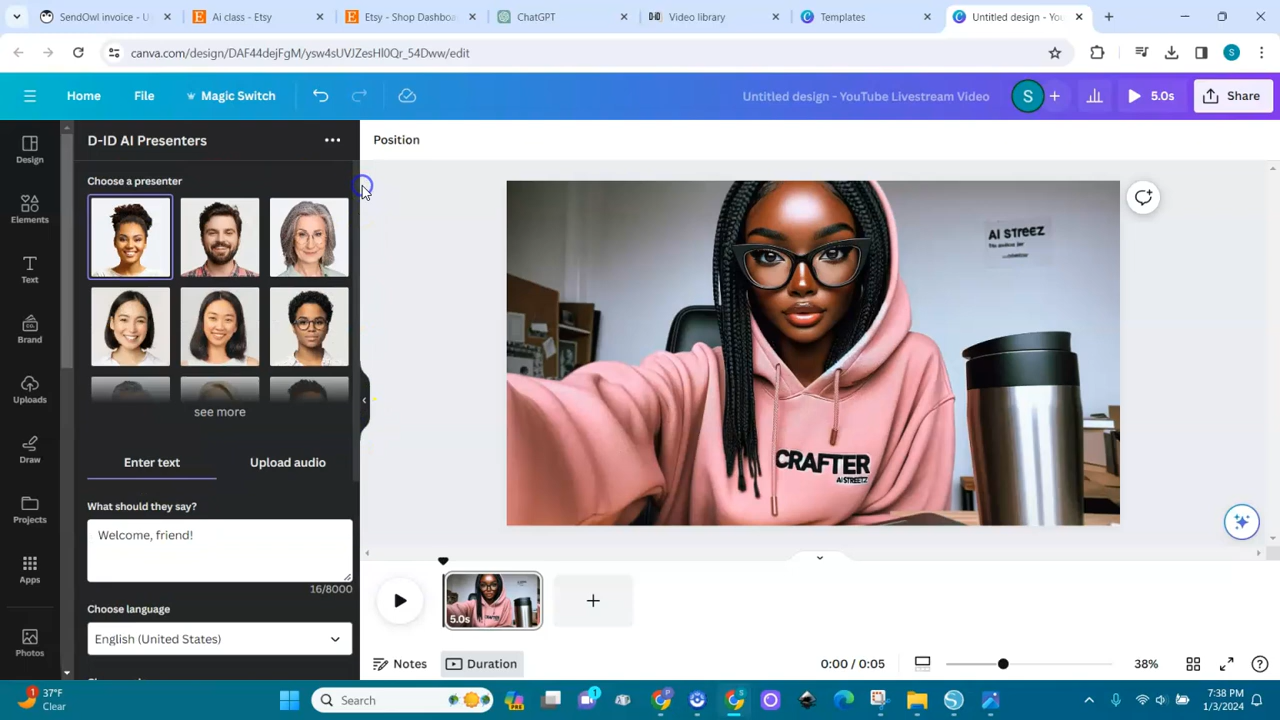 SendOwl invoice - U
Ai class - Etsy
Etsy - Shop Dashboa
ChatGPT
Video library
Templates
Untitled design - Yo
canva.com/design/DAF44dejFgM/ysw4sUVJZesHl0Qr_54Dww/edit
Home
File
Magic Switch
Untitled design - YouTube Livestream Video
S
5.0s
Share
Design
Elements
Text
Brand
Uploads
Draw
Projects
Apps
Photos
D-ID AI Presenters
Choose a presenter
see more
Enter text
Upload audio
What should they say?
Welcome, friend!
16/8000
Choose language
English (United States)
Position
AI STREEZ
CRAFTER
AI STREETZ
5.0s
Notes
Duration
0:00 / 0:05
38%
37°F
Clear
Search
7:38 PM
1/3/2024